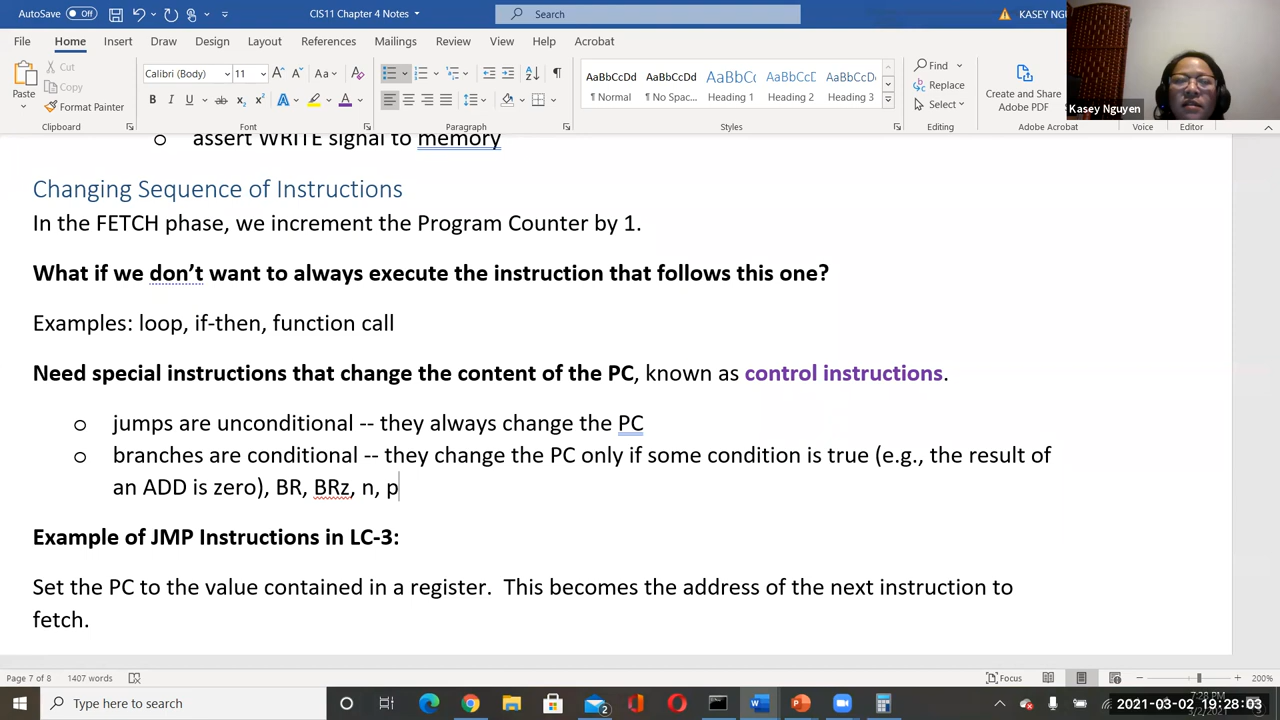 AutoSave Off CIS11 Chapter 4 Notes Search KASEY NGU
File Home Insert Draw Design Layout References Mailings Review View Help Acrobat
Paste Cut Copy Format Painter Clipboard
Calibri (Body) 11 Font
Paragraph
AaBbCcDd AaBbCcDd AaBbCc AaBbCcD AaBbCcD
¶ Normal ¶ No Spac... Heading 1 Heading 2 Heading 3
Styles
Find Replace Select Editing
Create and Share Adobe PDF Adobe Acrobat
Voice Editor
Kasey Nguyen
o assert WRITE signal to memory
Changing Sequence of Instructions
In the FETCH phase, we increment the Program Counter by 1.
What if we don’t want to always execute the instruction that follows this one?
Examples: loop, if-then, function call
Need special instructions that change the content of the PC, known as control instructions.
o jumps are unconditional -- they always change the PC
o branches are conditional -- they change the PC only if some condition is true (e.g., the result of
an ADD is zero), BR, BRz, n, p
Example of JMP Instructions in LC-3:
Set the PC to the value contained in a register. This becomes the address of the next instruction to
fetch.
Page 7 of 8 1407 words Focus 200%
Type here to search
2021-03-02 19:28:03